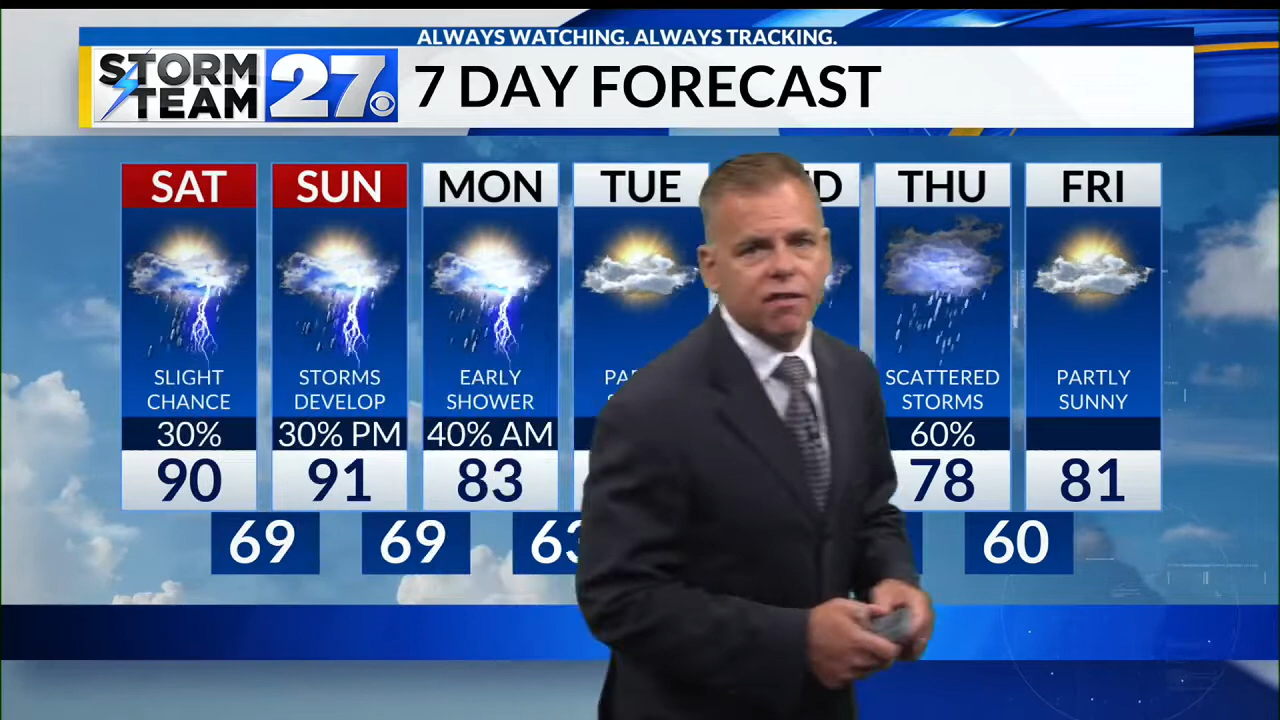 ALWAYS WATCHING. ALWAYS TRACKING.
STORM
TEAM
27
7 DAY FORECAST
SAT
SLIGHT
CHANCE
30%
90
69
SUN
STORMS
DEVELOP
30% PM
91
69
MON
EARLY
SHOWER
40% AM
83
TUE
THU
SCATTERED
STORMS
60%
78
60
FRI
PARTLY
SUNNY
81